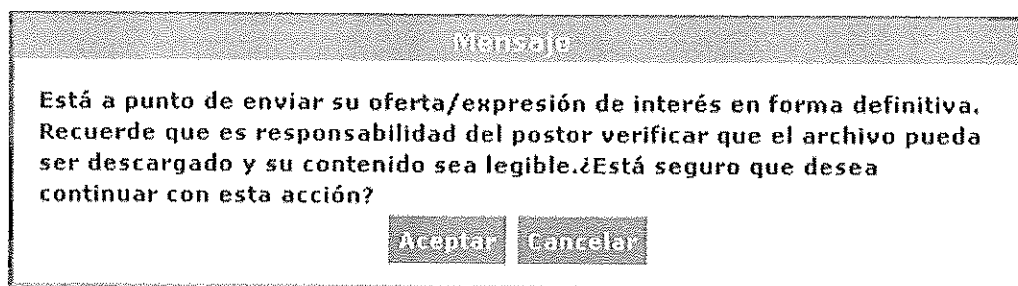 Mensaje
Está a punto de enviar su oferta/expresión de interés en forma definitiva.
Recuerde que es responsabilidad del postor verificar que el archivo pueda
ser descargado y su contenido sea legible.¿Está seguro que desea
continuar con esta acción?
Aceptar Cancelar